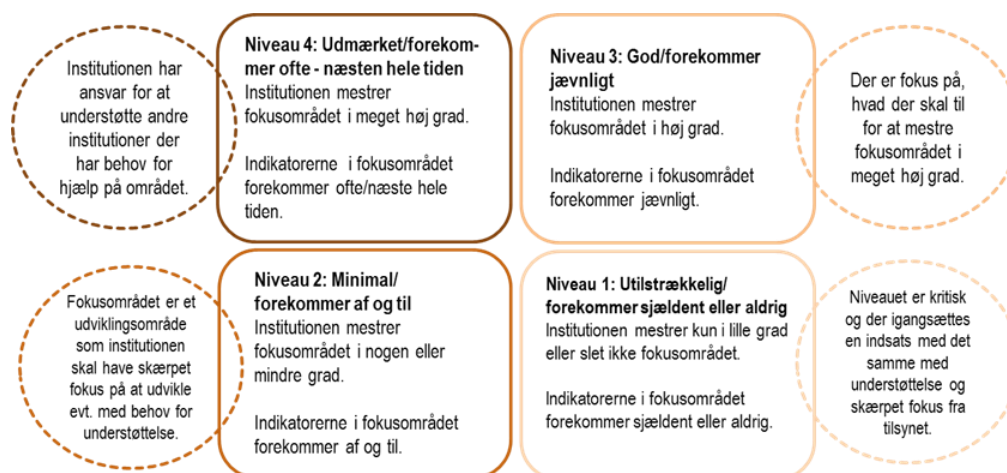 Institutionen har
ansvar for at
understøtte andre
institutioner der
har behov for
hjælp på området.
Niveau 4: Udmærket/forekom-
mer ofte - næsten hele tiden
Institutionen mestrer
fokusområdet i meget høj grad.
Indikatorerne i fokusområdet
forekommer ofte/næste hele
tiden.
Niveau 3: God/forekommer
jævnligt
Institutionen mestrer
fokusområdet i høj grad.
Indikatorerne i fokusområdet
forekommer jævnligt.
Der er fokus på,
hvad der skal til
for at mestre
fokusområdet i
meget høj grad.
Fokusområdet er et
udviklingsområde
som institutionen
skal have skærpet
fokus på at udvikle
evt. med behov for
understøttelse.
Niveau 2: Minimal/
forekommer af og til
Institutionen mestrer
fokusområdet i nogen eller
mindre grad.
Indikatorerne i fokusområdet
forekommer af og til.
Niveau 1: Utilstrækkelig/
forekommer sjældent eller aldrig
Institutionen mestrer kun i lille grad
eller slet ikke fokusområdet.
Indikatorerne i fokusområdet
forekommer sjældent eller aldrig.
Niveauet er kritisk
og der igangsættes
en indsats med det
samme med
understøttelse og
skærpet fokus fra
tilsynet.